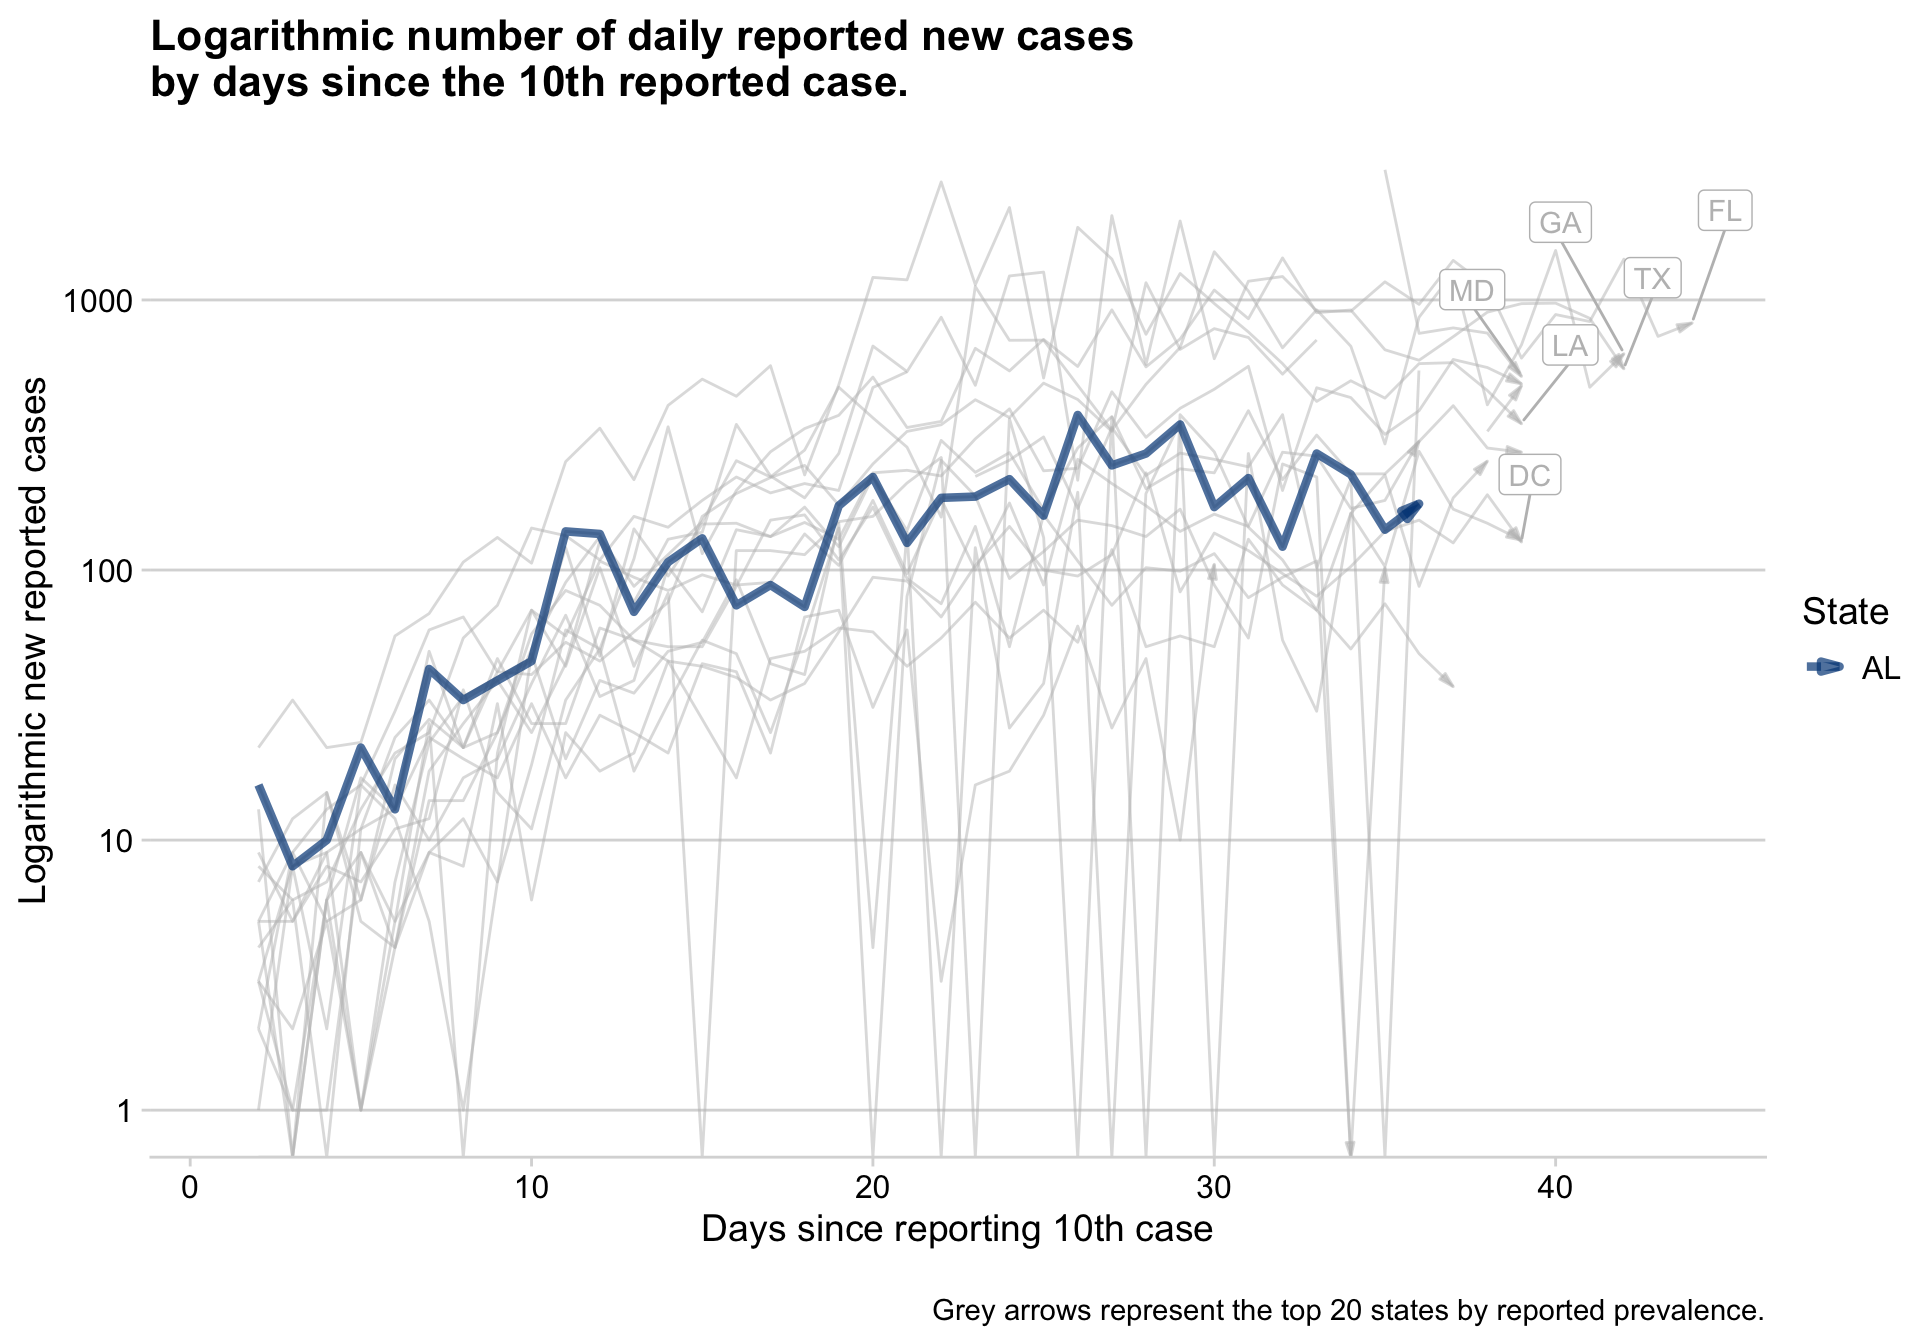 Logarithmic number of daily reported new cases
by days since the 10th reported case.
Logarithmic new reported cases
1000
100
10
1
GA
FL
MD
TX
LA
DC
State
AL
0 10 20 30 40
Days since reporting 10th case
Grey arrows represent the top 20 states by reported prevalence.